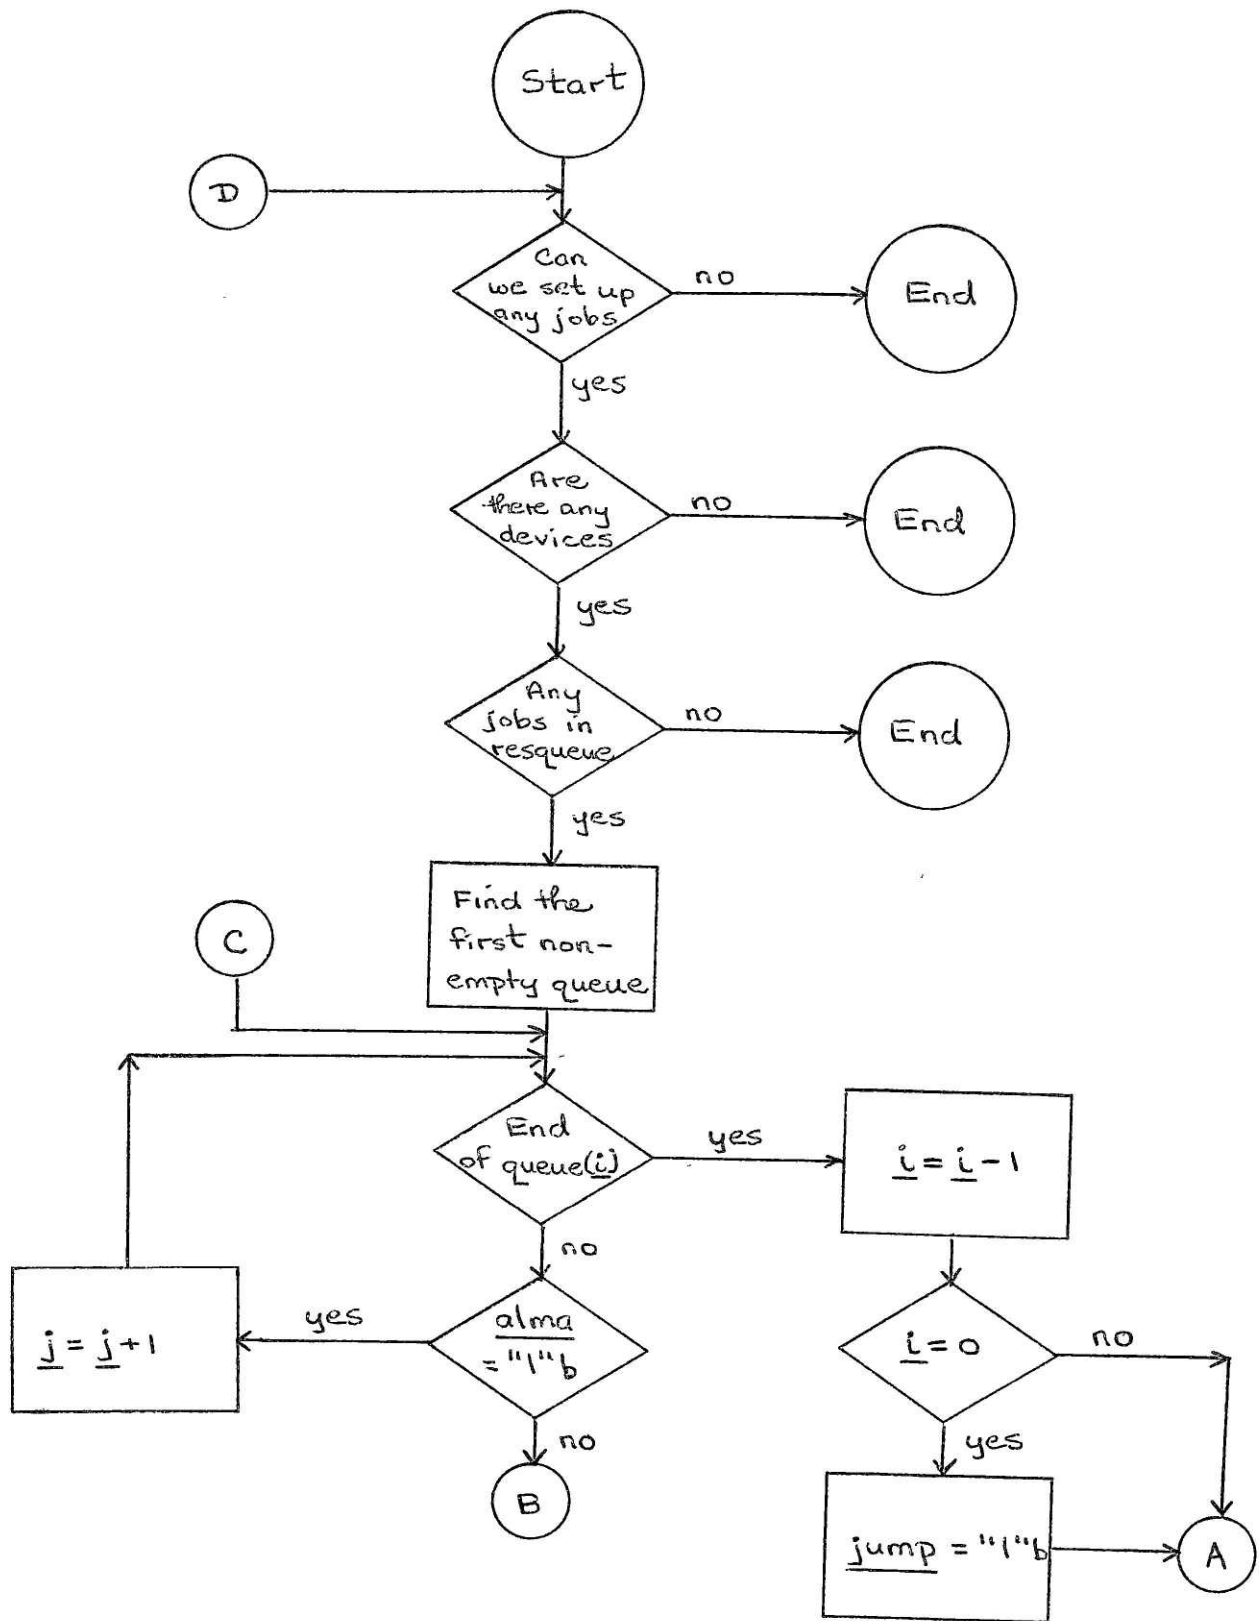 Start
D
Can
we set up
any jobs
no
End
yes
Are
there any
devices
no
End
yes
Any
jobs in
resqueue
no
End
yes
Find the
first non-
empty queue
C
End
of queue(i)
yes
i = i - 1
no
alma
= "1"b
yes
j = j + 1
no
B
i = 0
no
yes
jump = "1"b
A